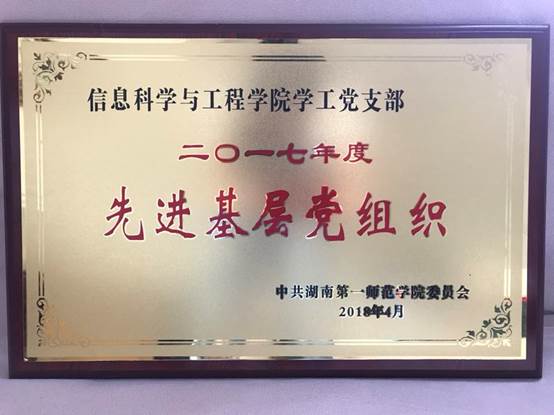 信息科学与工程学院学工党支部
二〇一七年度
先进基层党组织
中共湖南第一师范学院委员会
2018年4月